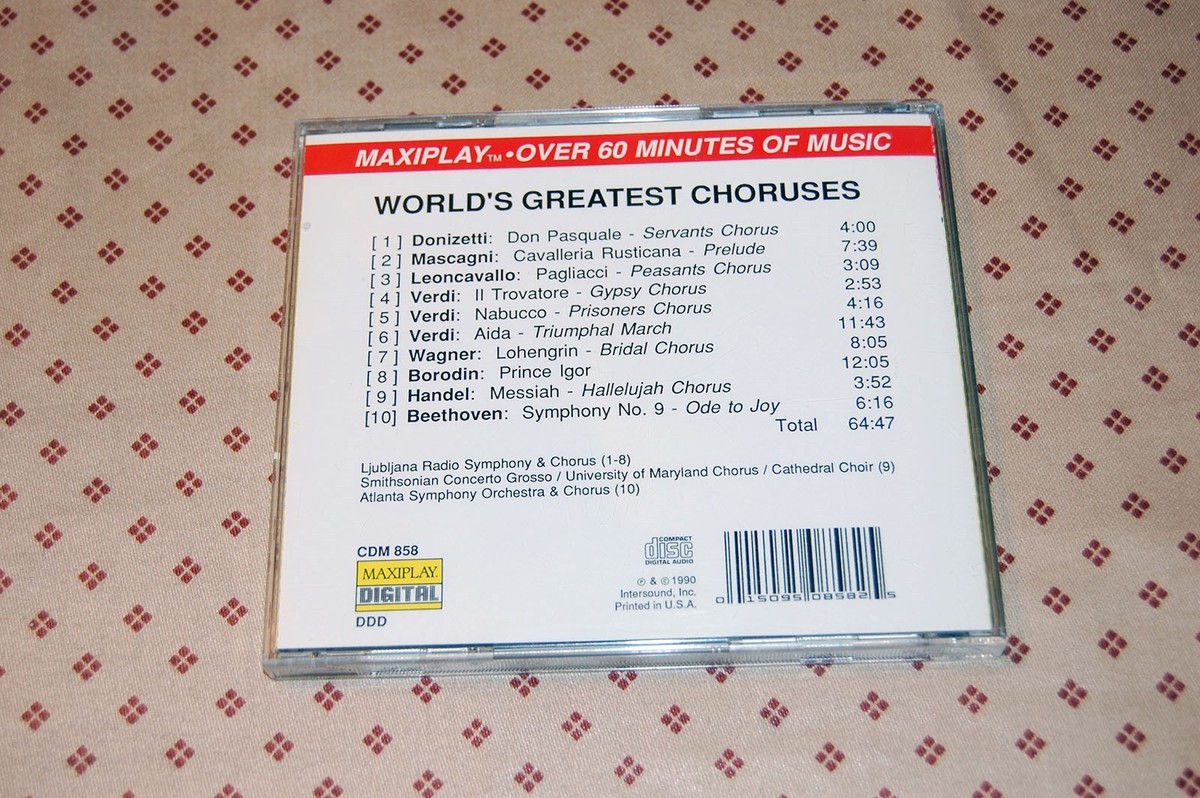 MAXIPLAY™•OVER 60 MINUTES OF MUSIC
WORLD'S GREATEST CHORUSES
[ 1 ] Donizetti: Don Pasquale - Servants Chorus 4:00
[ 2 ] Mascagni: Cavalleria Rusticana - Prelude 7:39
[ 3 ] Leoncavallo: Pagliacci - Peasants Chorus 3:09
[ 4 ] Verdi: Il Trovatore - Gypsy Chorus 2:53
[ 5 ] Verdi: Nabucco - Prisoners Chorus 4:16
[ 6 ] Verdi: Aida - Triumphal March 11:43
[ 7 ] Wagner: Lohengrin - Bridal Chorus 8:05
[ 8 ] Borodin: Prince Igor 12:05
[ 9 ] Handel: Messiah - Hallelujah Chorus 3:52
[10] Beethoven: Symphony No. 9 - Ode to Joy 6:16
Total 64:47
Ljubljana Radio Symphony & Chorus (1-8)
Smithsonian Concerto Grosso / University of Maryland Chorus / Cathedral Choir (9)
Atlanta Symphony Orchestra & Chorus (10)
CDM 858
MAXIPLAY
DIGITAL
DDD
COMPACT
disc
DIGITAL AUDIO
℗ & © 1990
Intersound, Inc.
Printed in U.S.A.
0 15095 08582 5